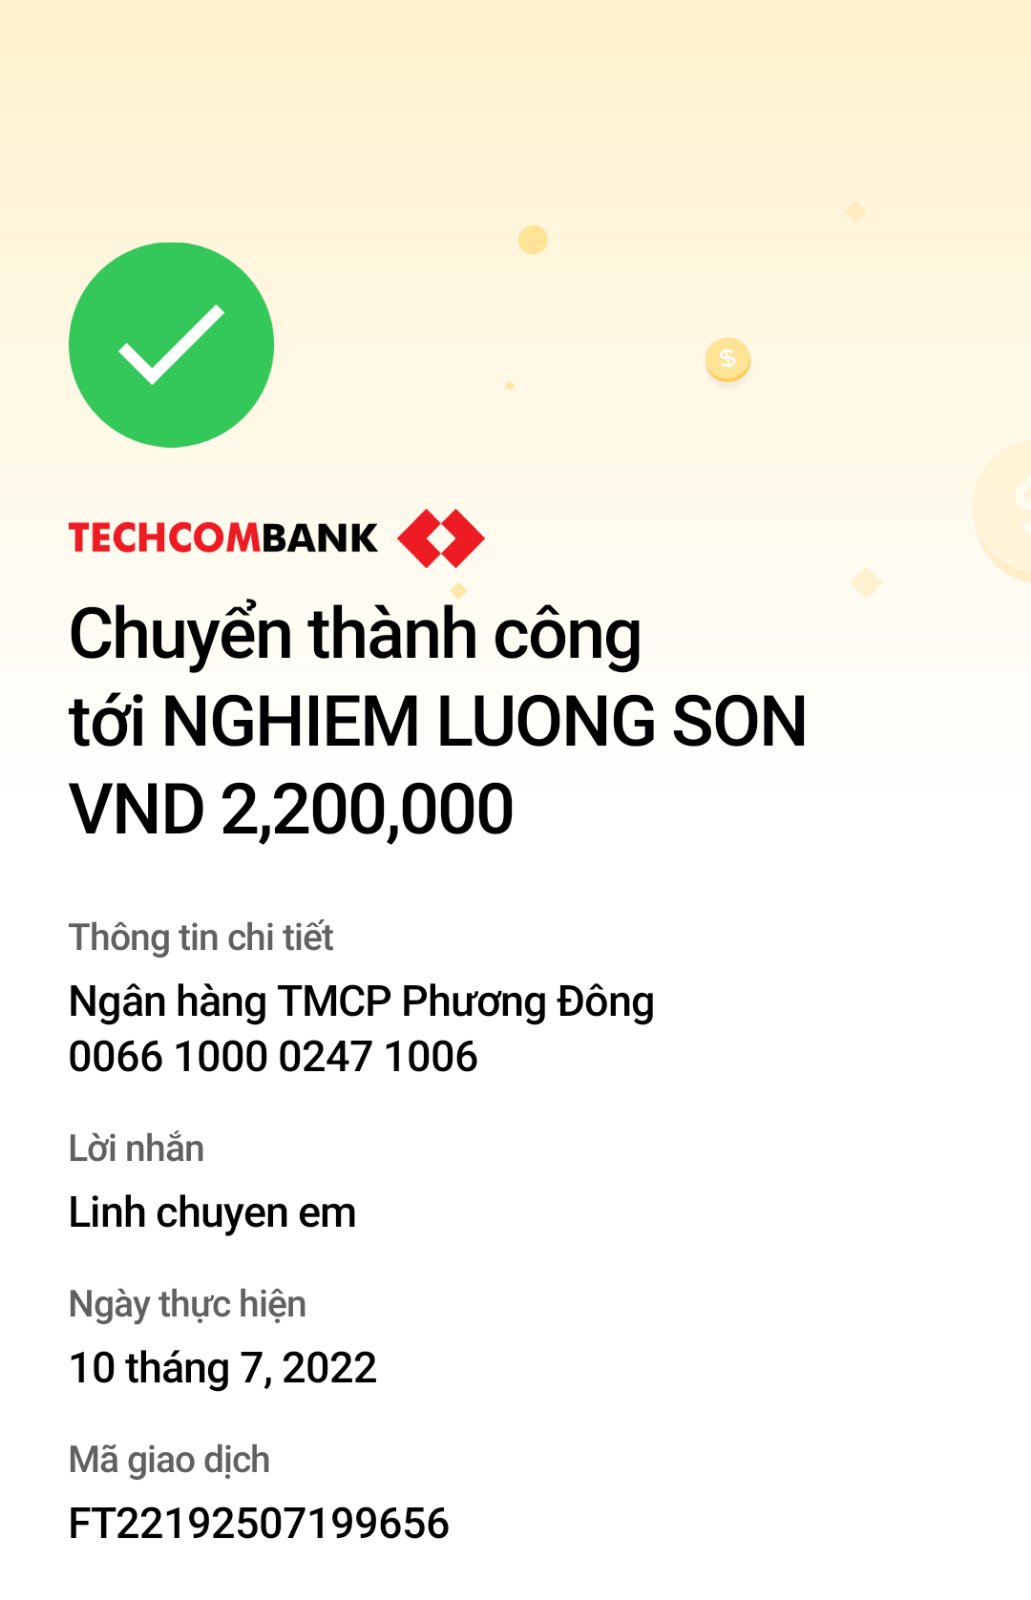 TECHCOMBANK
Chuyển thành công
tới NGHIEM LUONG SON
VND 2,200,000
Thông tin chi tiết
Ngân hàng TMCP Phương Đông
0066 1000 0247 1006
Lời nhắn
Linh chuyen em
Ngày thực hiện
10 tháng 7, 2022
Mã giao dịch
FT22192507199656